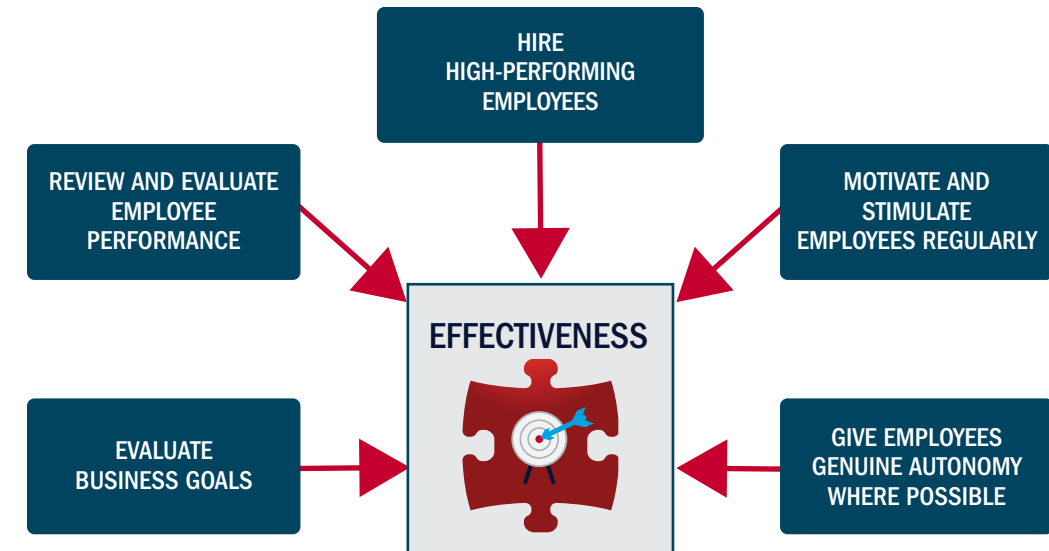 HIRE
HIGH-PERFORMING
EMPLOYEES
REVIEW AND EVALUATE
EMPLOYEE
PERFORMANCE
MOTIVATE AND
STIMULATE
EMPLOYEES REGULARLY
EFFECTIVENESS
EVALUATE
BUSINESS GOALS
GIVE EMPLOYEES
GENUINE AUTONOMY
WHERE POSSIBLE